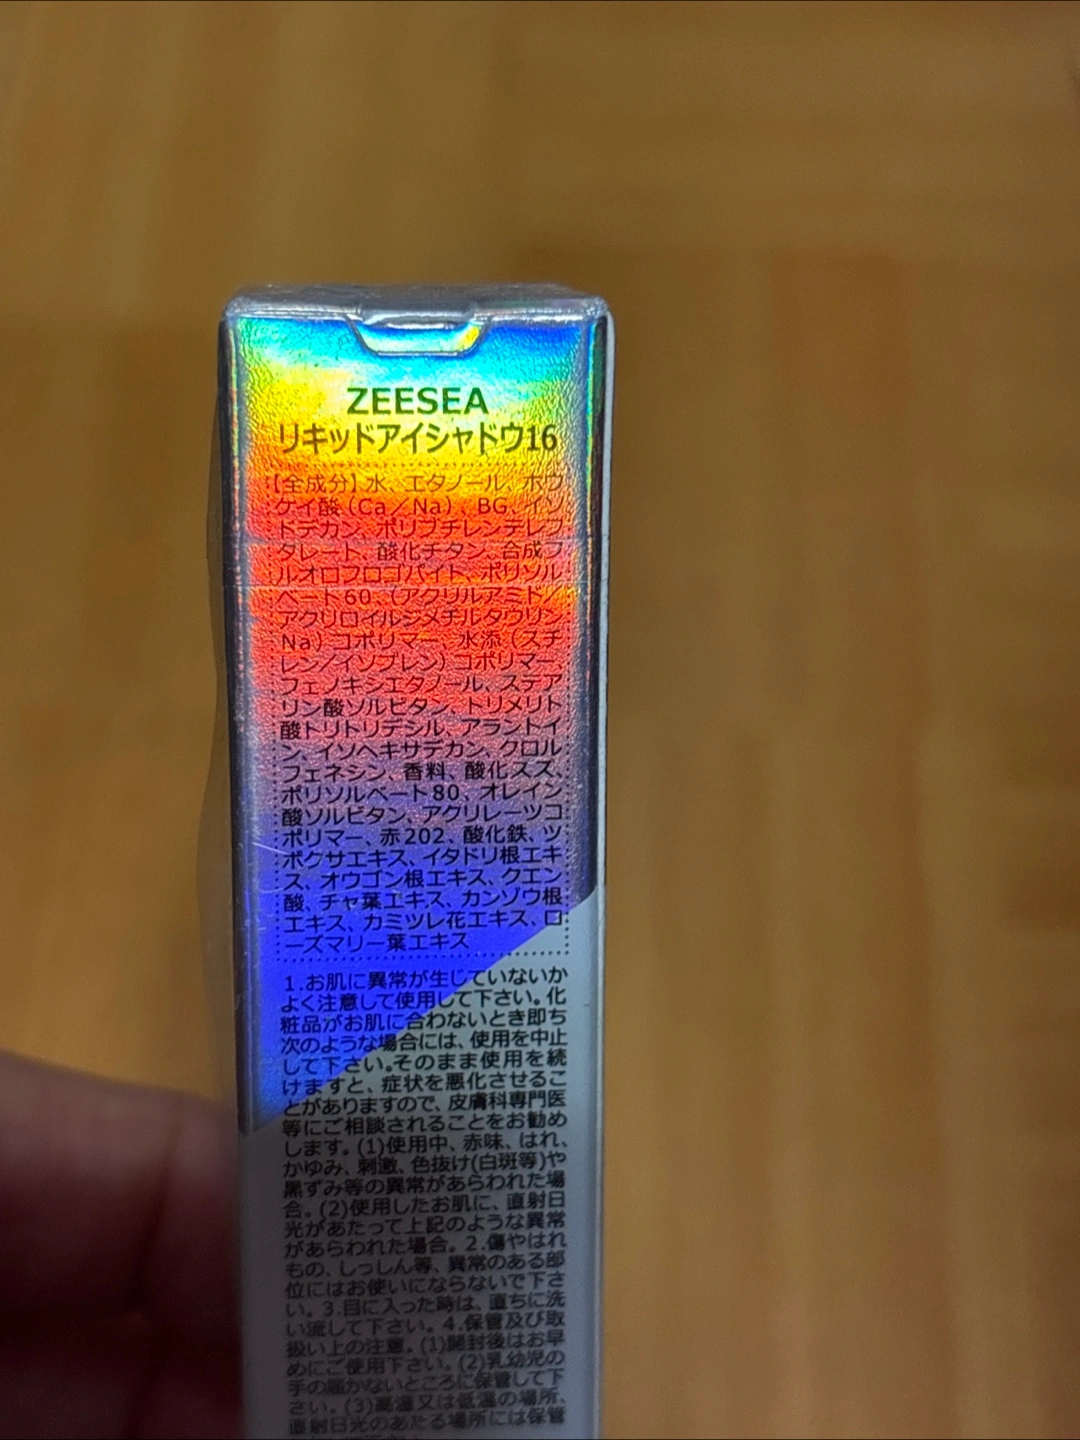 ZEESEA
リキッドアイシャドウ16
【全成分】水、エタノール、ホウ
ケイ酸（Ca／Na）、BG、イソ
ドデカン、ポリブチレンテレフ
タレート、酸化チタン、合成フ
ルオロフロゴパイト、ポリソル
ベート60、（アクリルアミド／
アクリロイルジメチルタウリン
Na）コポリマー、水添（スチ
レン/イソプレン）コポリマー、
フェノキシエタノール、ステア
リン酸ソルビタン、トリメリト
酸トリトリデシル、アラントイ
ン、イソヘキサデカン、クロル
フェネシン、香料、酸化スズ、
ポリソルベート80、オレイン
酸ソルビタン、アクリレーツコ
ポリマー、赤202、酸化鉄、ツ
ボクサエキス、イタドリ根エキ
ス、オウゴン根エキス、クエン
酸、チャ葉エキス、カンゾウ根
エキス、カミツレ花エキス、ロ
ーズマリー葉エキス
1.お肌に異常が生じていないか
よく注意して使用して下さい。化
粧品がお肌に合わないとき即ち
次のような場合には、使用を中止
して下さい。そのまま使用を続
けますと、症状を悪化させるこ
とがありますので、皮膚科専門医
等にご相談されることをお勧め
します。(1)使用中、赤味、はれ、
かゆみ、刺激、色抜け(白斑等)や
黒ずみ等の異常があらわれた場
合。(2)使用したお肌に、直射日
光があたって上記のような異常
があらわれた場合。2.傷やはれ
もの、しっしん等、異常のある部
位にはお使いにならないで下さ
い。3.目に入った時は、直ちに洗
い流して下さい。4.保管及び取
扱い上の注意。(1)開封後はお早
めにご使用下さい。(2)乳幼児の
手の届かないところに保管して下
さい。(3)高温又は低温の場所、
直射日光のあたる場所には保管